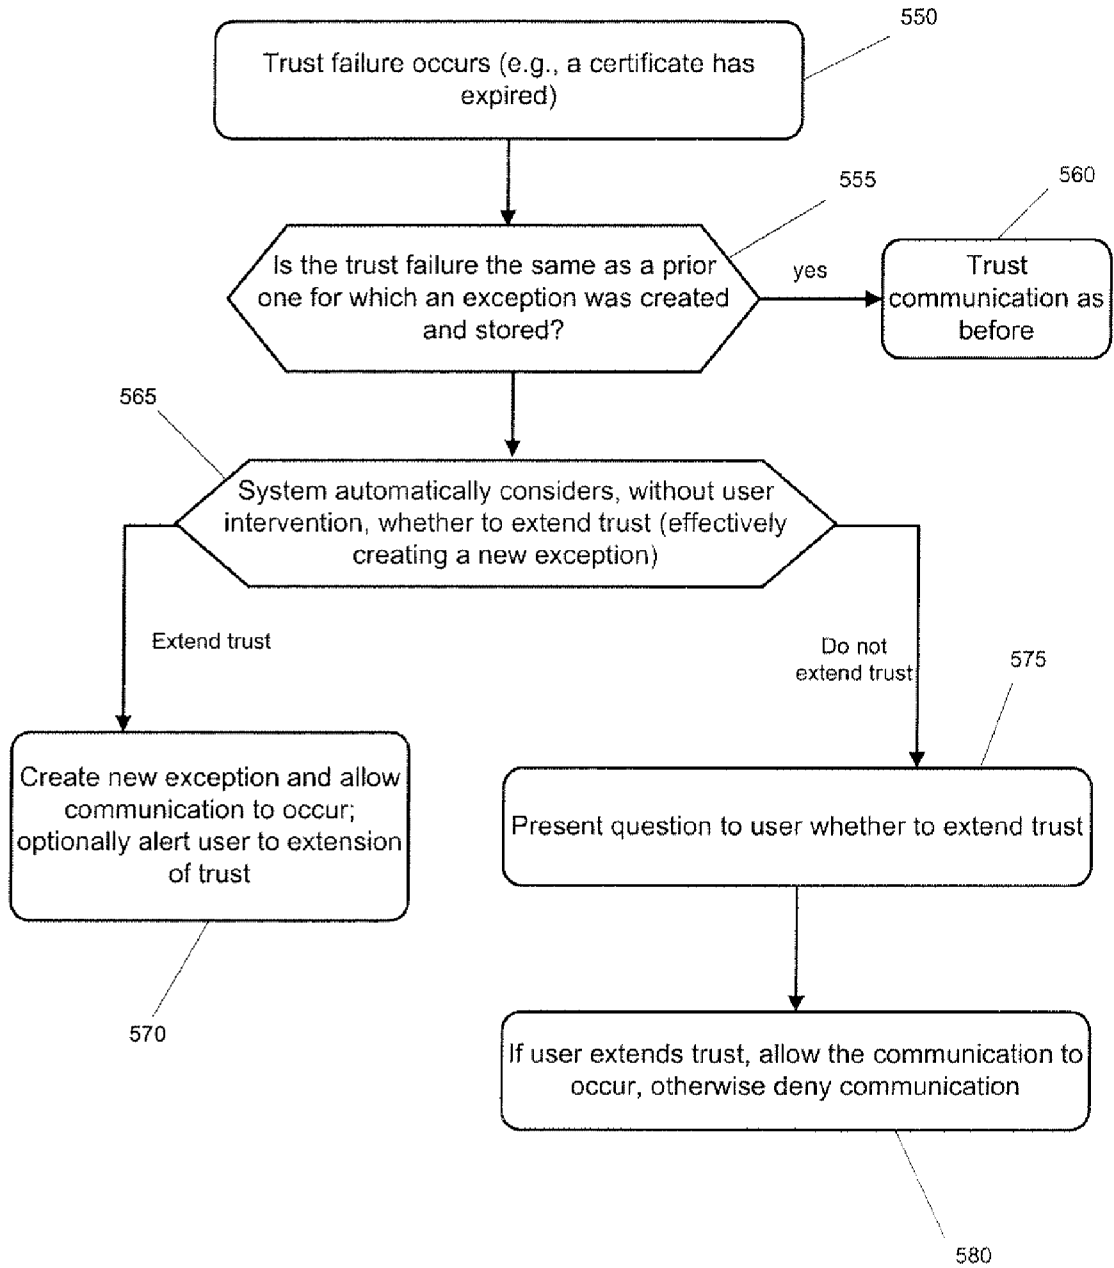 550
Trust failure occurs (e.g., a certificate has
expired)
555
560
Is the trust failure the same as a prior
one for which an exception was created
and stored?
yes
Trust
communication as
before
565
System automatically considers, without user
intervention, whether to extend trust (effectively
creating a new exception)
Extend trust
Do not
extend trust
575
Create new exception and allow
communication to occur;
optionally alert user to extension
of trust
Present question to user whether to extend trust
570
If user extends trust, allow the communication to
occur, otherwise deny communication
580